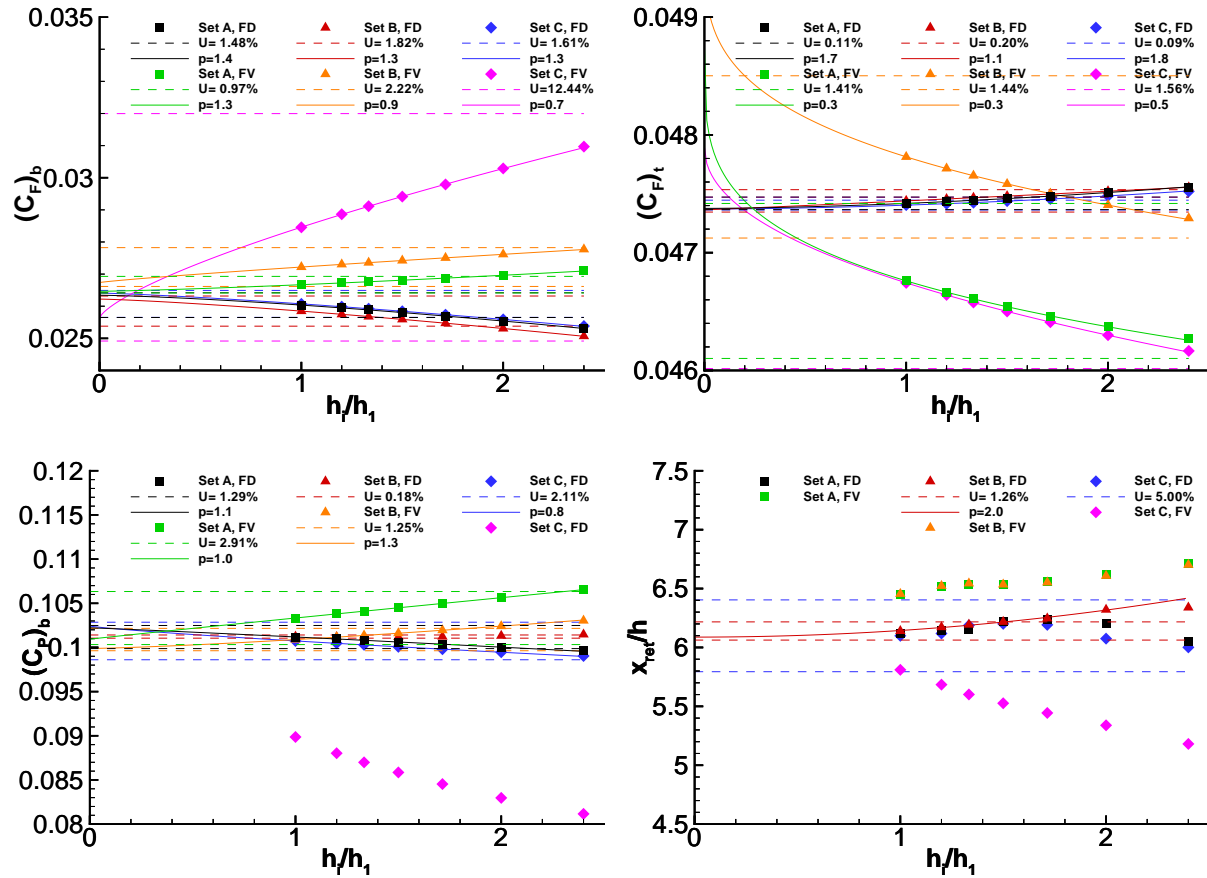 0.035
0.03
0.025
(C_F)_b
Set A, FD
U= 1.48%
p=1.4
Set A, FV
U= 0.97%
p=1.3
Set B, FD
U= 1.82%
p=1.3
Set B, FV
U= 2.22%
p=0.9
Set C, FD
U= 1.61%
p=1.3
Set C, FV
U=12.44%
p=0.7
0 1 2
h_i/h_1
0.049
0.048
0.047
0.046
(C_F)_t
Set A, FD
U= 0.11%
p=1.7
Set A, FV
U= 1.41%
p=0.3
Set B, FD
U= 0.20%
p=1.1
Set B, FV
U= 1.44%
p=0.3
Set C, FD
U= 0.09%
p=1.8
Set C, FV
U= 1.56%
p=0.5
0 1 2
h_i/h_1
0.12
0.115
0.11
0.105
0.1
0.095
0.09
0.085
0.08
(C_P)_b
Set A, FD
U= 1.29%
p=1.1
Set A, FV
U= 2.91%
p=1.0
Set B, FD
U= 0.18%
Set B, FV
U= 1.25%
p=1.3
Set C, FD
U= 2.11%
p=0.8
Set C, FD
0 1 2
h_i/h_1
7.5
7
6.5
6
5.5
5
4.5
x_ret/h
Set A, FD
Set A, FV
Set B, FD
U= 1.26%
p=2.0
Set B, FV
Set C, FD
U= 5.00%
Set C, FV
0 1 2
h_i/h_1